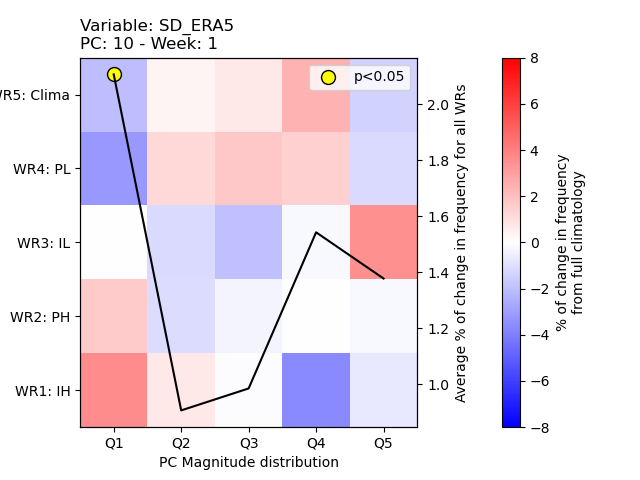 Variable: SD_ERA5
PC: 10 - Week: 1
p<0.05
WR5: Clima
WR4: PL
WR3: IL
WR2: PH
WR1: IH
Q1 Q2 Q3 Q4 Q5
PC Magnitude distribution
2.0
1.8
1.6
1.4
1.2
1.0
Average % of change in frequency for all WRs
8
6
4
2
0
−2
−4
−6
−8
% of change in frequency
from full climatology